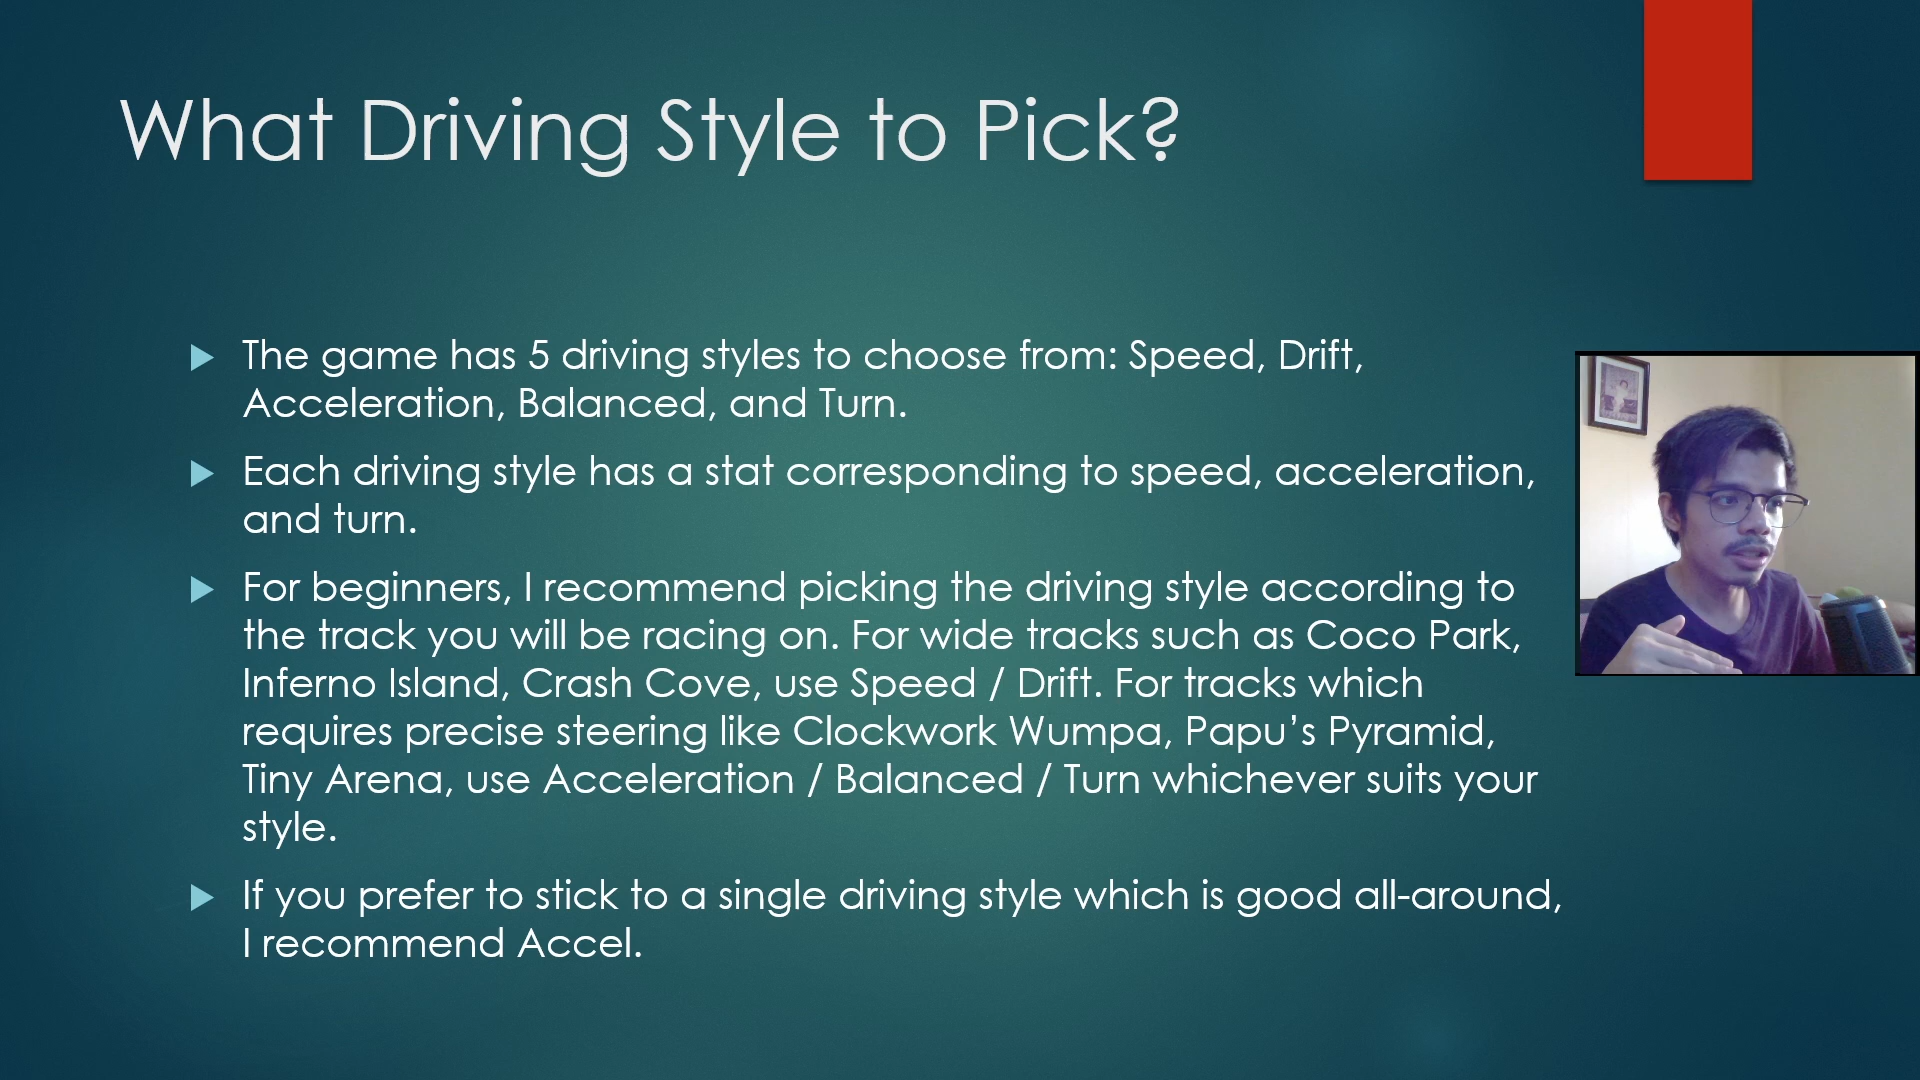 What Driving Style to Pick?
The game has 5 driving styles to choose from: Speed, Drift,
Acceleration, Balanced, and Turn.
Each driving style has a stat corresponding to speed, acceleration,
and turn.
For beginners, I recommend picking the driving style according to
the track you will be racing on. For wide tracks such as Coco Park,
Inferno Island, Crash Cove, use Speed / Drift. For tracks which
requires precise steering like Clockwork Wumpa, Papu’s Pyramid,
Tiny Arena, use Acceleration / Balanced / Turn whichever suits your
style.
If you prefer to stick to a single driving style which is good all-around,
I recommend Accel.